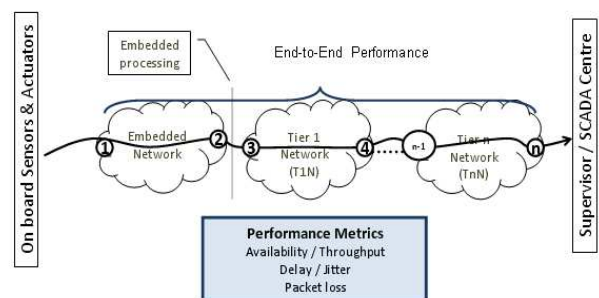 On board Sensors & Actuators
Embedded
processing
End-to-End Performance
Supervisor / SCADA Centre
1
Embedded
Network
2
3
Tier 1
Network
(T1N)
4
n-1
Tier n
Network
(TnN)
n
Performance Metrics
Availability / Throughput
Delay / Jitter
Packet loss